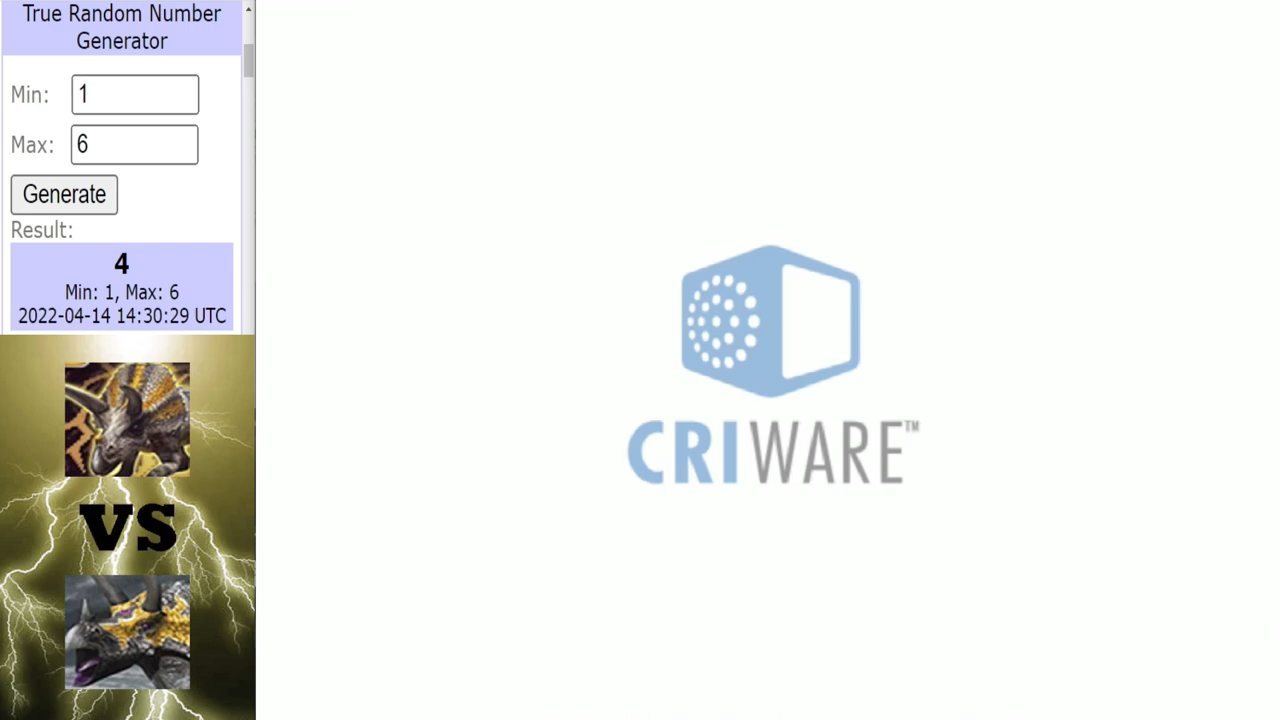 True Random Number
Generator
Min: 1
Max: 6
Generate
Result:
4
Min: 1, Max: 6
2022-04-14 14:30:29 UTC
vs
CRIWARE™